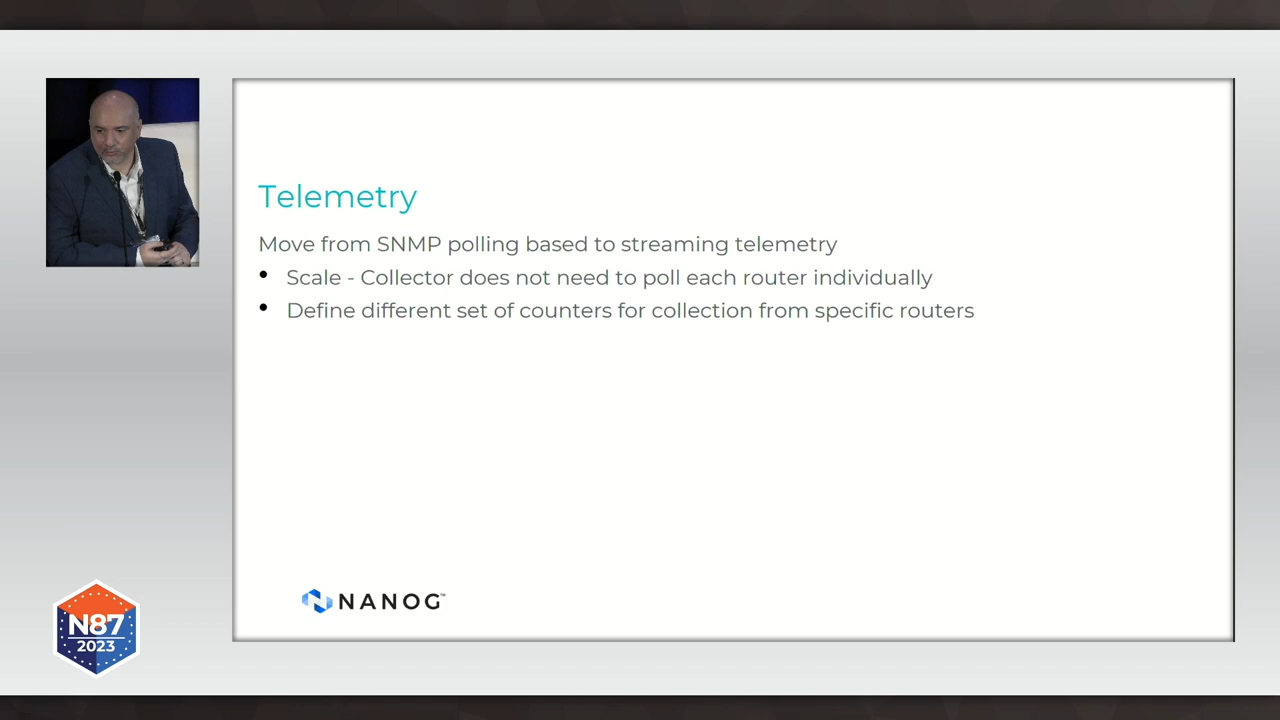 Telemetry
Move from SNMP polling based to streaming telemetry
• Scale - Collector does not need to poll each router individually
• Define different set of counters for collection from specific routers
NANOG™
N87
2023